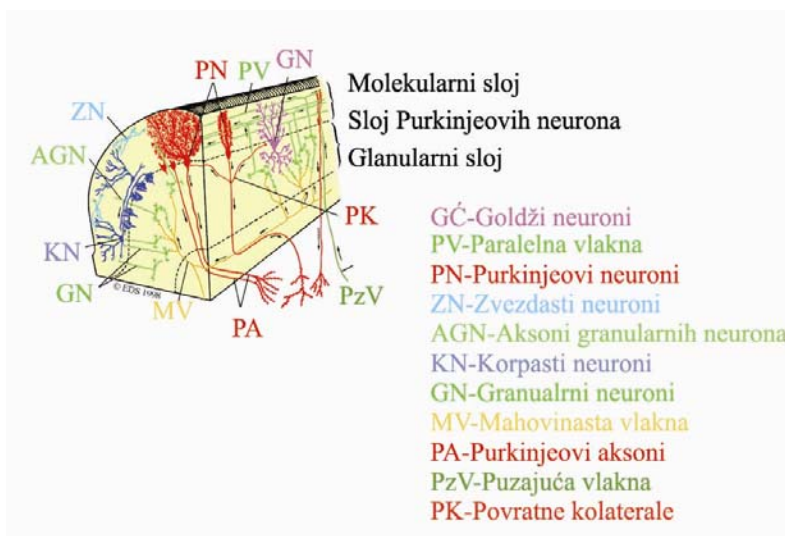 PN
PV
GN
ZN
AGN
KN
GN
© EDS 1998
MV
PA
PK
PzV
Molekularni sloj
Sloj Purkinjeovih neurona
Glanularni sloj
GĆ-Goldži neuroni
PV-Paralelna vlakna
PN-Purkinjeovi neuroni
ZN-Zvezdasti neuroni
AGN-Aksoni granularnih neurona
KN-Korpasti neuroni
GN-Granualrni neuroni
MV-Mahovinasta vlakna
PA-Purkinjeovi aksoni
PzV-Puzajuća vlakna
PK-Povratne kolaterale